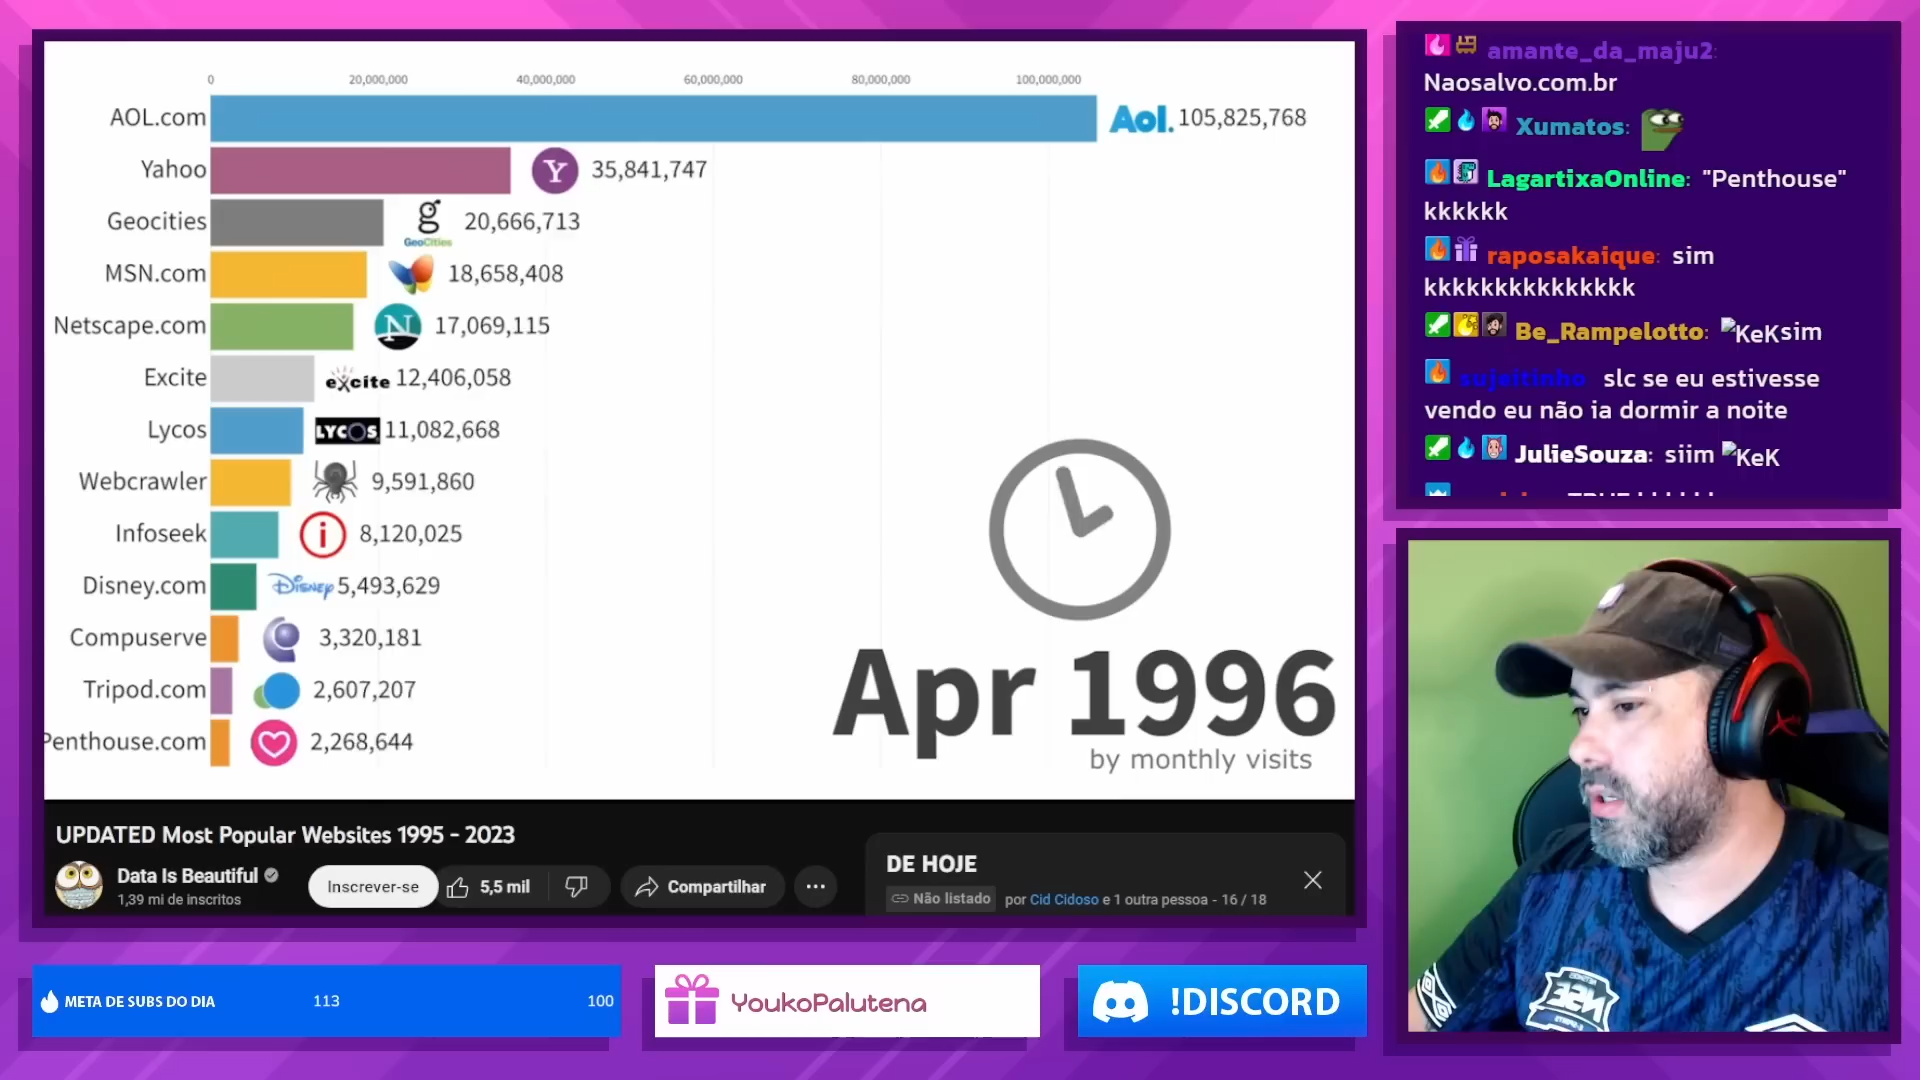 0 20,000,000 40,000,000 60,000,000 80,000,000 100,000,000
AOL.com Aol. 105,825,768
Yahoo Y 35,841,747
Geocities g GeoCities 20,666,713
MSN.com 18,658,408
Netscape.com N 17,069,115
Excite excite 12,406,058
Lycos LYCOS 11,082,668
Webcrawler 9,591,860
Infoseek i 8,120,025
Disney.com Disney 5,493,629
Compuserve 3,320,181
Tripod.com 2,607,207
Penthouse.com 2,268,644
Apr 1996
by monthly visits
UPDATED Most Popular Websites 1995 - 2023
Data Is Beautiful
1,39 mi de inscritos
Inscrever-se
5,5 mil
Compartilhar
DE HOJE
Não listado por Cid Cidoso e 1 outra pessoa - 16 / 18
META DE SUBS DO DIA 113 100
YoukoPalutena
!DISCORD
amante_da_maju2:
Naosalvo.com.br
Xumatos:
LagartixaOnline: "Penthouse"
kkkkkk
raposakaique: sim
kkkkkkkkkkkkkkk
Be_Rampelotto: KeKsim
sujeitinho slc se eu estivesse
vendo eu não ia dormir a noite
JulieSouza: siim KeK